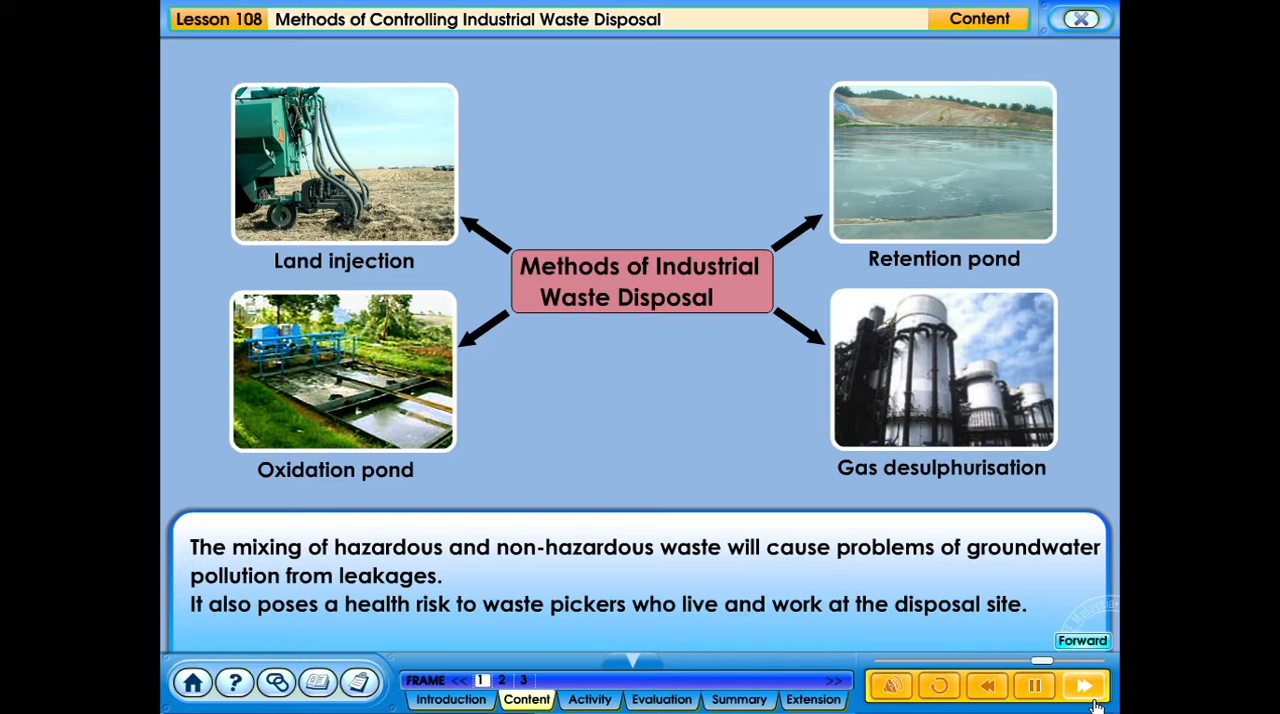 Lesson 108 Methods of Controlling Industrial Waste Disposal Content
Land injection
Retention pond
Methods of Industrial
Waste Disposal
Oxidation pond
Gas desulphurisation
The mixing of hazardous and non-hazardous waste will cause problems of groundwater
pollution from leakages.
It also poses a health risk to waste pickers who live and work at the disposal site.
Forward
FRAME << 1 2 3 >>
Introduction Content Activity Evaluation Summary Extension